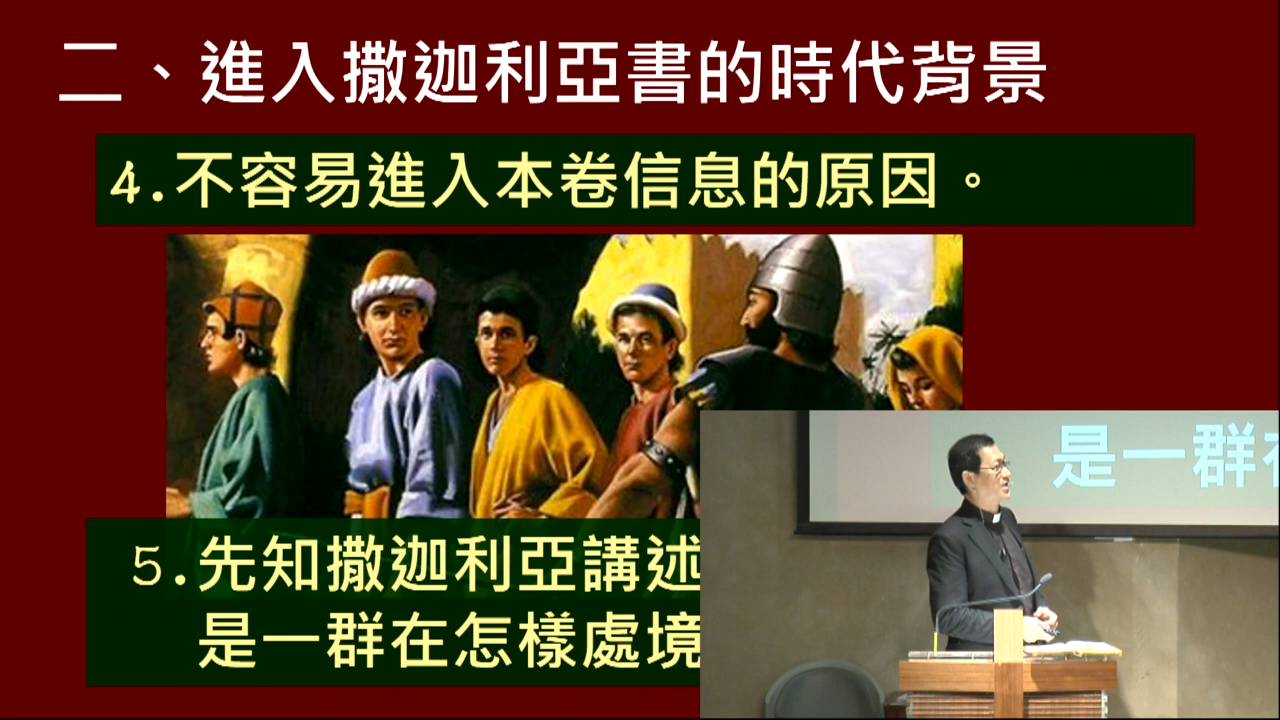 二、進入撒迦利亞書的時代背景
4.不容易進入本卷信息的原因。
5.先知撒迦利亞講述
是一群在怎樣處境
是一群在